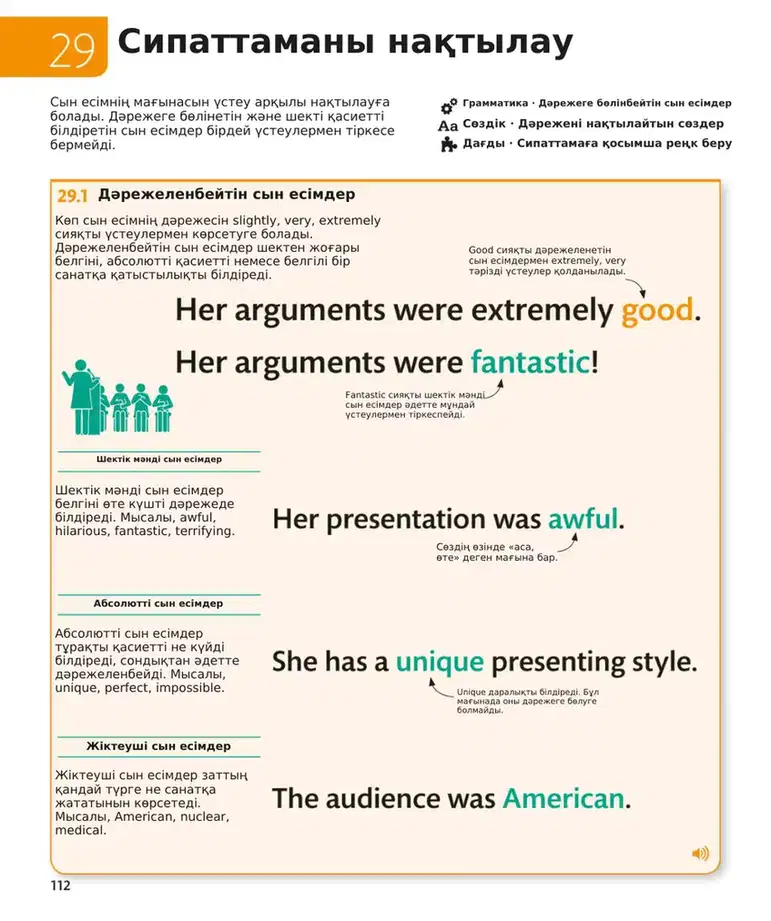 29
Сипаттаманы нақтылау
Сын есімнің мағынасын үстеу арқылы нақтылауға
болады. Дәрежеге бөлінетін және шекті қасиетті
білдіретін сын есімдер бірдей үстеулермен тіркесе
бермейді.
Грамматика · Дәрежеге бөлінбейтін сын есімдер
Aa Сөздік · Дәрежені нақтылайтын сөздер
Дағды · Сипаттамаға қосымша реңк беру
29.1 Дәрежеленбейтін сын есімдер
Көп сын есімнің дәрежесін slightly, very, extremely
сияқты үстеулермен көрсетуге болады.
Дәрежеленбейтін сын есімдер шектен жоғары
белгіні, абсолютті қасиетті немесе белгілі бір
санатқа қатыстылықты білдіреді.
Good сияқты дәрежеленетін
сын есімдермен extremely, very
тәрізді үстеулер қолданылады.
Her arguments were extremely good.
Her arguments were fantastic!
Fantastic сияқты шектік мәнді
сын есімдер әдетте мұндай
үстеулермен тіркеспейді.
Шектік мәнді сын есімдер
Шектік мәнді сын есімдер
белгіні өте күшті дәрежеде
білдіреді. Мысалы, awful,
hilarious, fantastic, terrifying.
Her presentation was awful.
Сөздің өзінде «аса,
өте» деген мағына бар.
Абсолютті сын есімдер
Абсолютті сын есімдер
тұрақты қасиетті не күйді
білдіреді, сондықтан әдетте
дәрежеленбейді. Мысалы,
unique, perfect, impossible.
She has a unique presenting style.
Unique даралықты білдіреді. Бұл
мағынада оны дәрежеге бөлуге
болмайды.
Жіктеуші сын есімдер
Жіктеуші сын есімдер заттың
қандай түрге не санатқа
жататынын көрсетеді.
Мысалы, American, nuclear,
medical.
The audience was American.
112